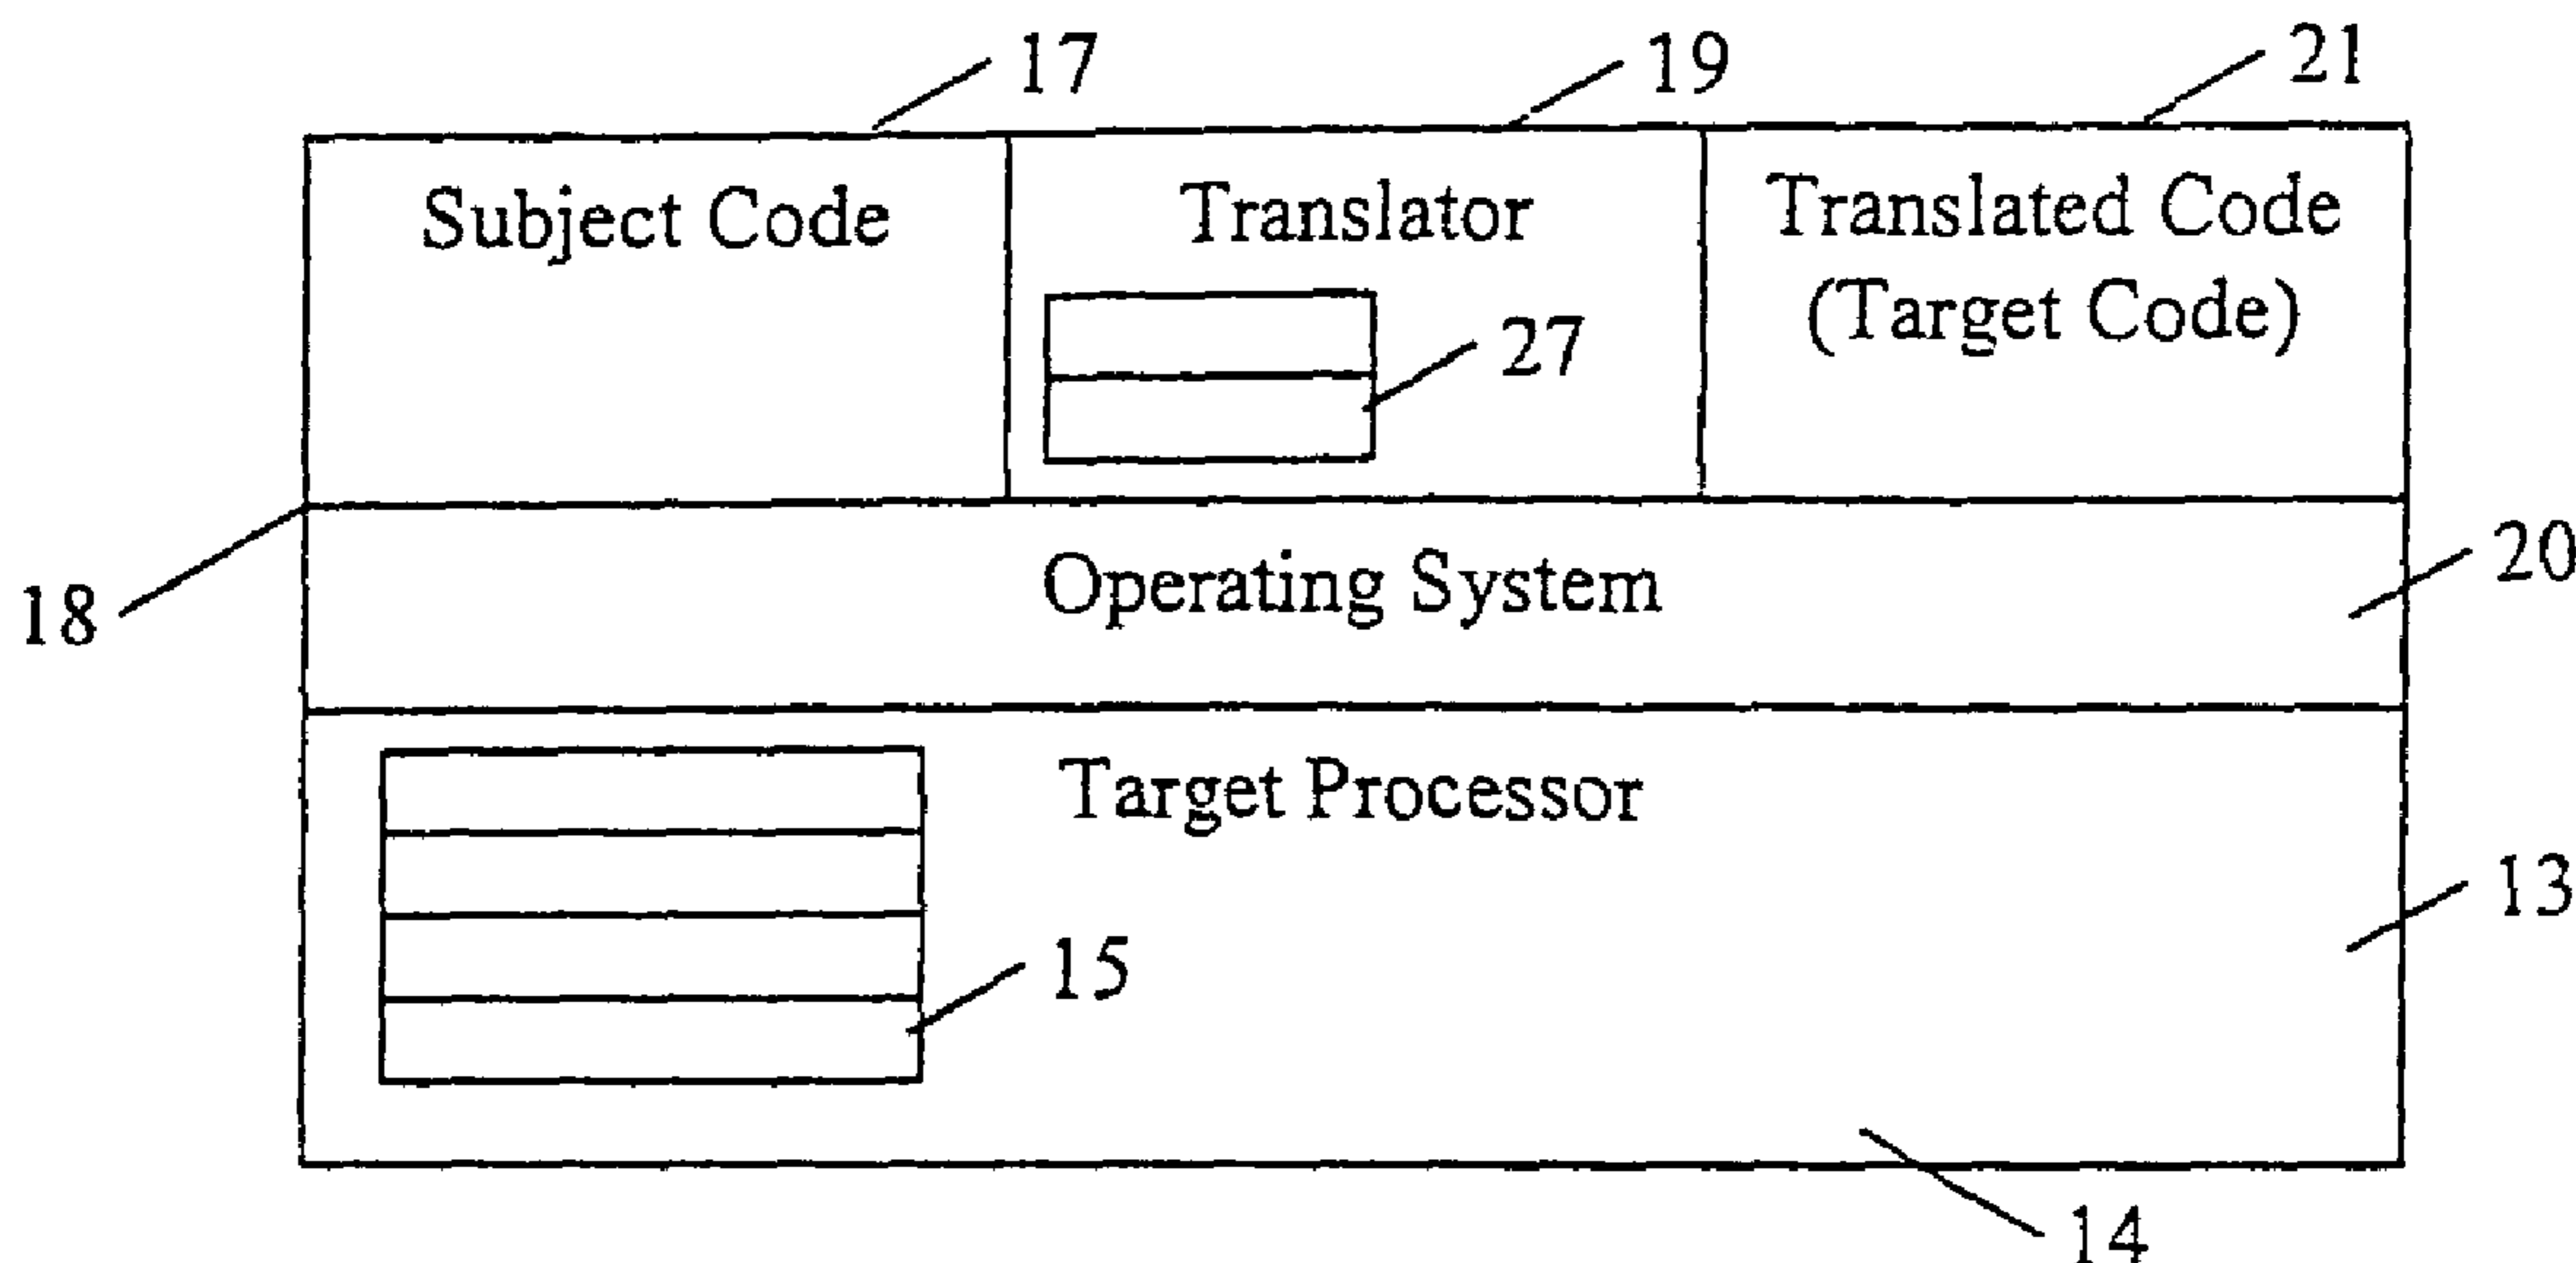 17
19
21
Subject Code
Translator
Translated Code
(Target Code)
27
18
Operating System
20
Target Processor
13
15
14